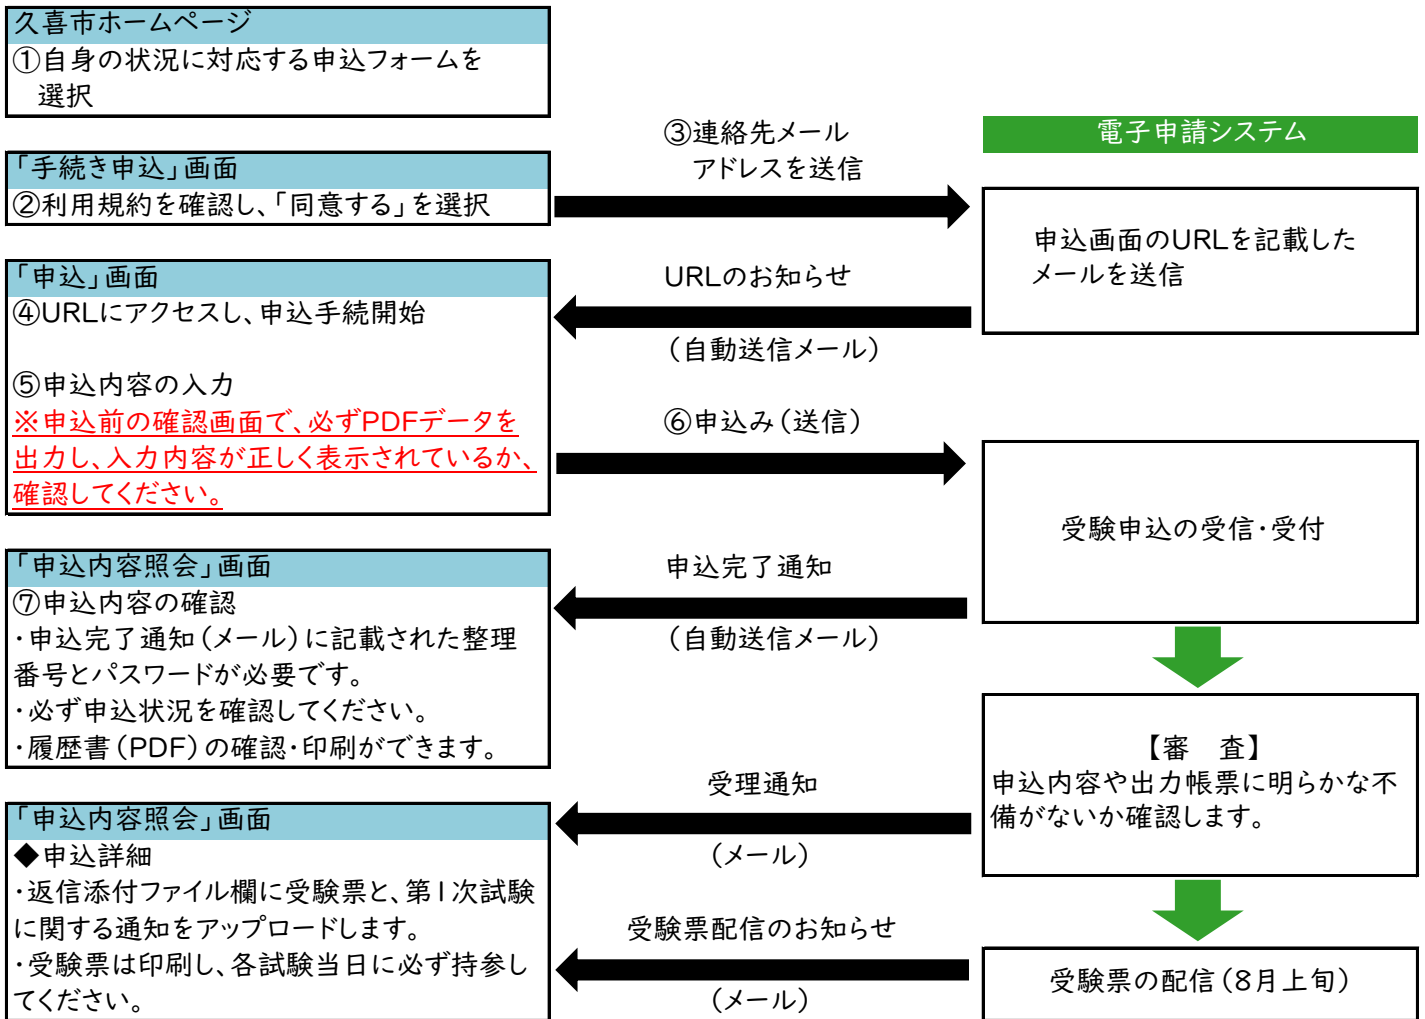 久喜市ホームページ
①自身の状況に対応する申込フォームを
選択
③連絡先メール
アドレスを送信
電子申請システム
「手続き申込」画面
②利用規約を確認し、「同意する」を選択
申込画面のURLを記載した
メールを送信
「申込」画面
④URLにアクセスし、申込手続開始
URLのお知らせ
（自動送信メール）
⑤申込内容の入力
※申込前の確認画面で、必ずPDFデータを
出力し、入力内容が正しく表示されているか、
確認してください。
⑥申込み（送信）
受験申込の受信・受付
「申込内容照会」画面
⑦申込内容の確認
・申込完了通知（メール）に記載された整理
番号とパスワードが必要です。
・必ず申込状況を確認してください。
・履歴書（PDF）の確認・印刷ができます。
申込完了通知
（自動送信メール）
【審　査】
申込内容や出力帳票に明らかな不
備がないか確認します。
受理通知
（メール）
「申込内容照会」画面
◆申込詳細
・返信添付ファイル欄に受験票と、第1次試験
に関する通知をアップロードします。
・受験票は印刷し、各試験当日に必ず持参し
てください。
受験票配信のお知らせ
（メール）
受験票の配信（8月上旬）